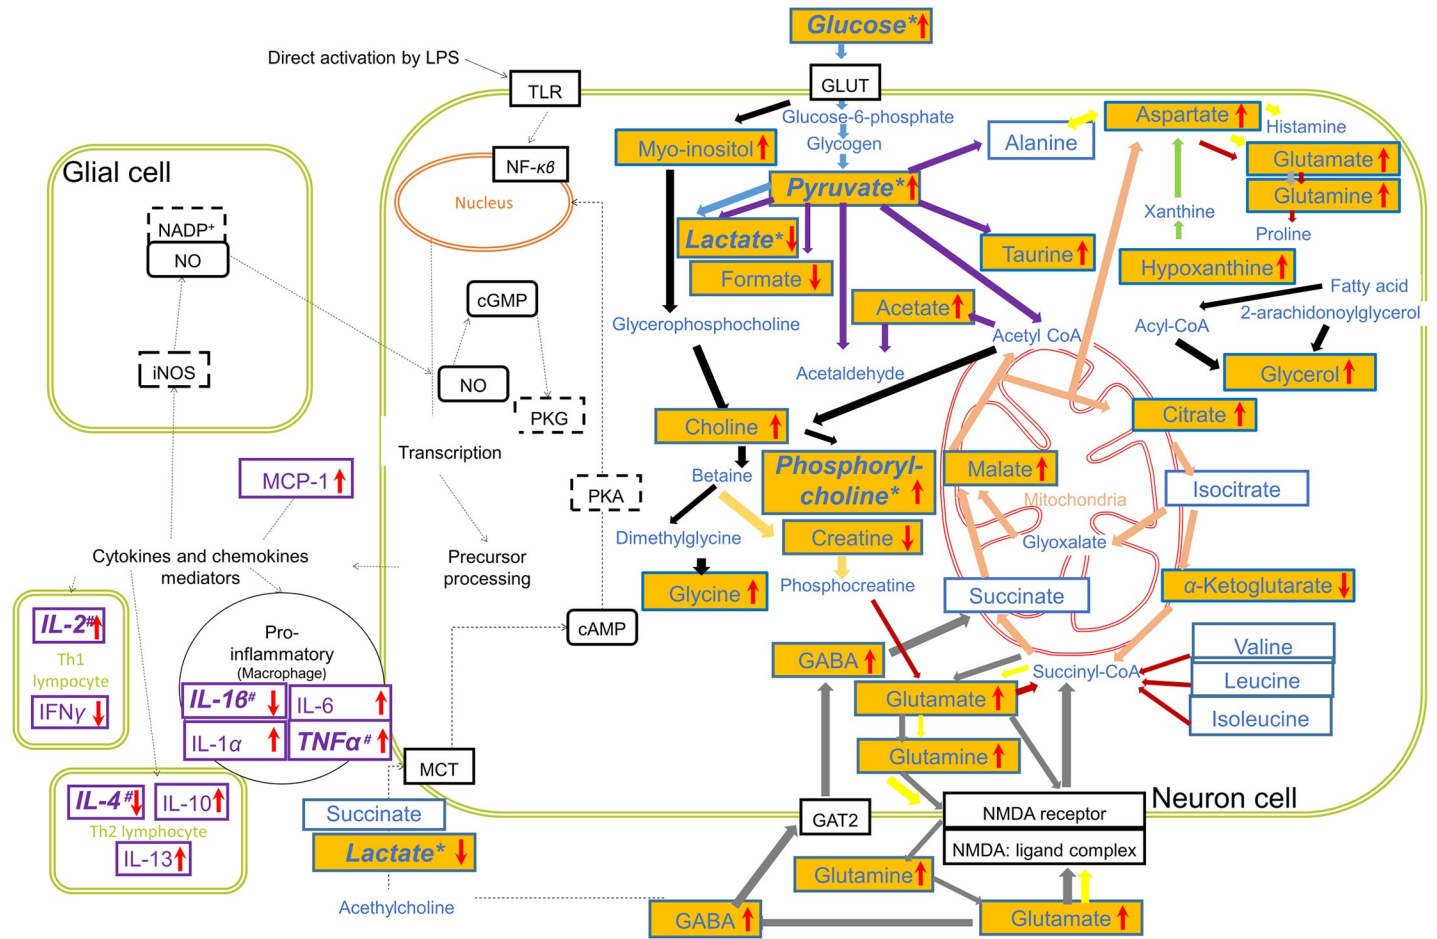 Glucose*
Direct activation by LPS
TLR
GLUT
Glucose-6-phosphate
Glycogen
Myo-inositol
Alanine
Aspartate
Histamine
Glutamate
Glutamine
Proline
Xanthine
Hypoxanthine
Glial cell
NADP+
NO
iNOS
NF-κβ
Nucleus
Pyruvate*
Lactate*
Formate
Taurine
Acetate
Acetyl CoA
Acetaldehyde
Fatty acid
2-arachidonoylglycerol
Acyl-CoA
Glycerol
cGMP
NO
PKG
Glycerophosphocholine
Choline
Betaine
Phosphoryl-
choline*
Dimethylglycine
Glycine
Creatine
Phosphocreatine
Citrate
Malate
Mitochondria
Isocitrate
Glyoxalate
Succinate
α-Ketoglutarate
Succinyl-CoA
Valine
Leucine
Isoleucine
Transcription
MCP-1
PKA
Cytokines and chemokines
mediators
Precursor
processing
cAMP
IL-2#
Th1
lympocyte
IFNγ
Pro-
inflammatory
(Macrophage)
IL-1β#
IL-6
IL-1α
TNFα#
IL-4#
IL-10
Th2 lymphocyte
IL-13
MCT
Succinate
Lactate*
Acethylcholine
GABA
Glutamate
Glutamine
GAT2
NMDA receptor
NMDA: ligand complex
Neuron cell
Glutamine
GABA
Glutamate